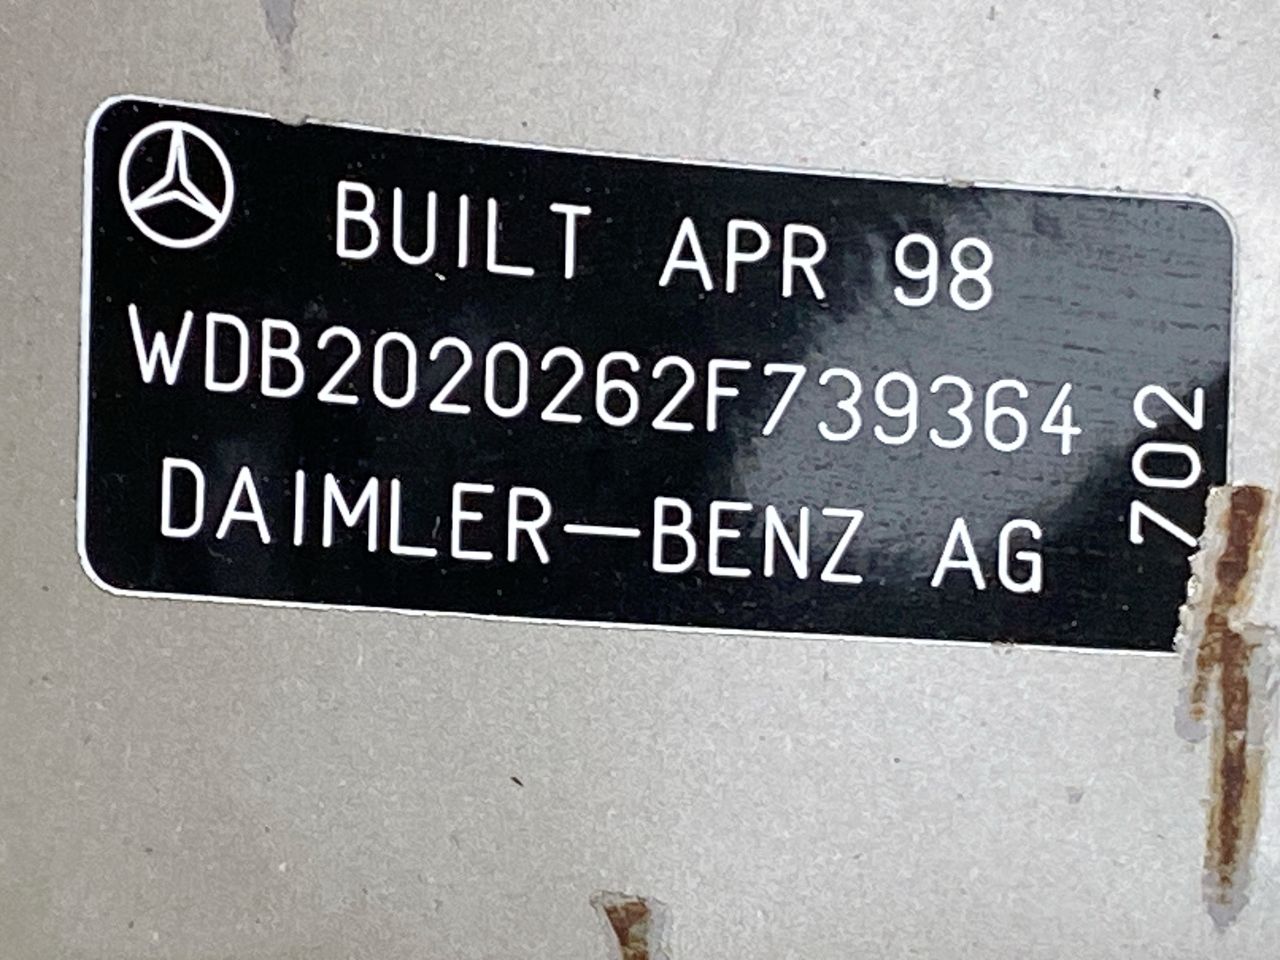 BUILT APR 98
WDB2020262F739364
DAIMLER-BENZ AG
702